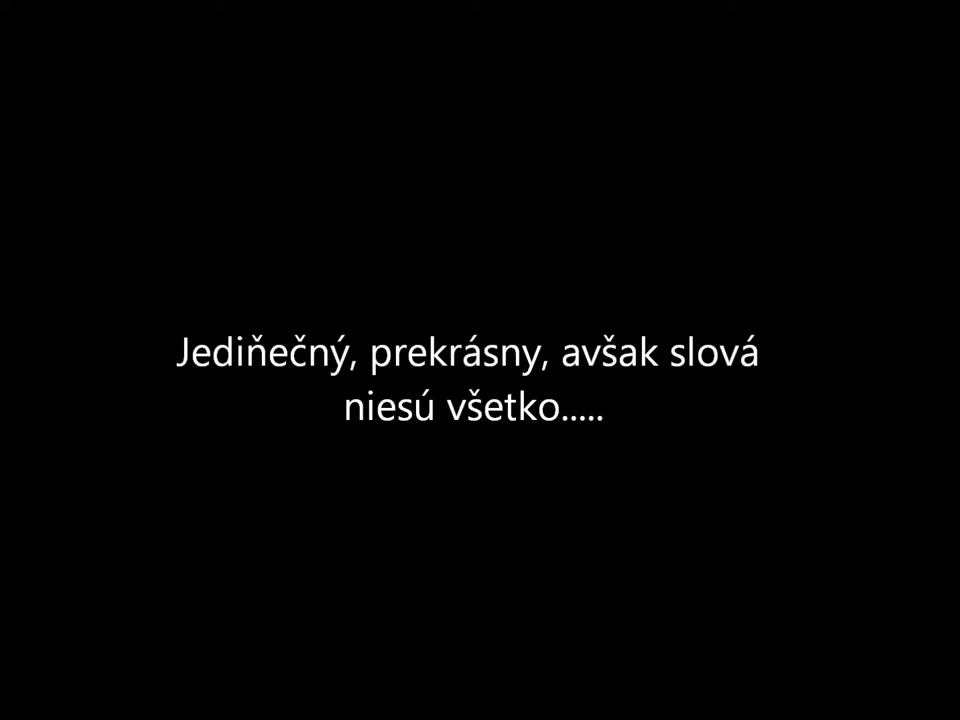 Jediňečný, prekrásny, avšak slová
niesú všetko.....